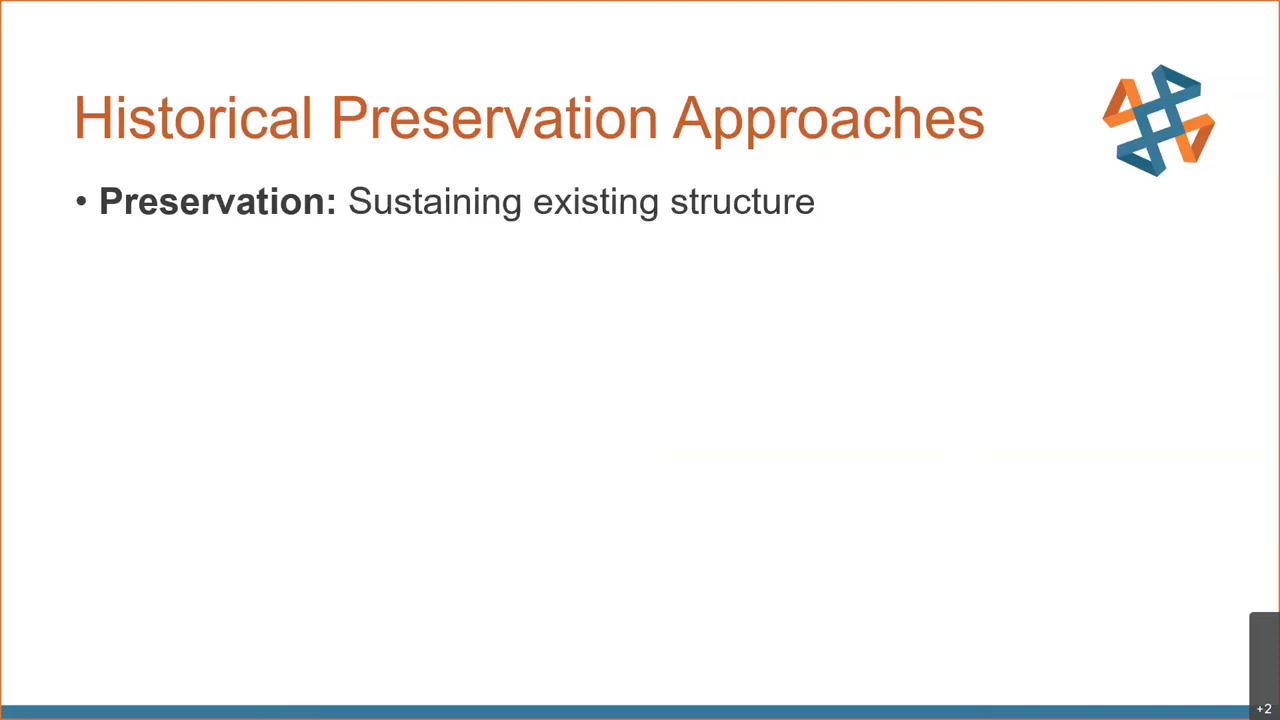 Historical Preservation Approaches
• Preservation: Sustaining existing structure
+2